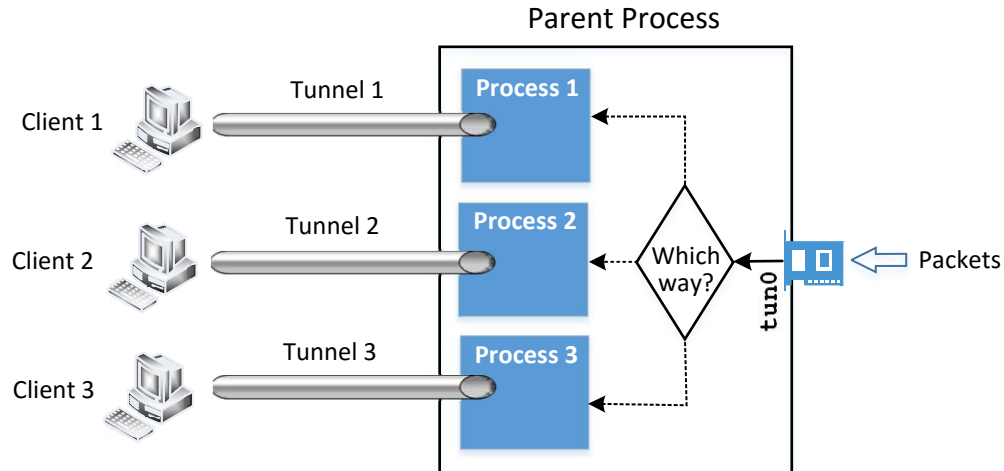 Parent Process
Client 1
Tunnel 1
Process 1
Client 2
Tunnel 2
Process 2
Which
way?
tun0
Packets
Client 3
Tunnel 3
Process 3